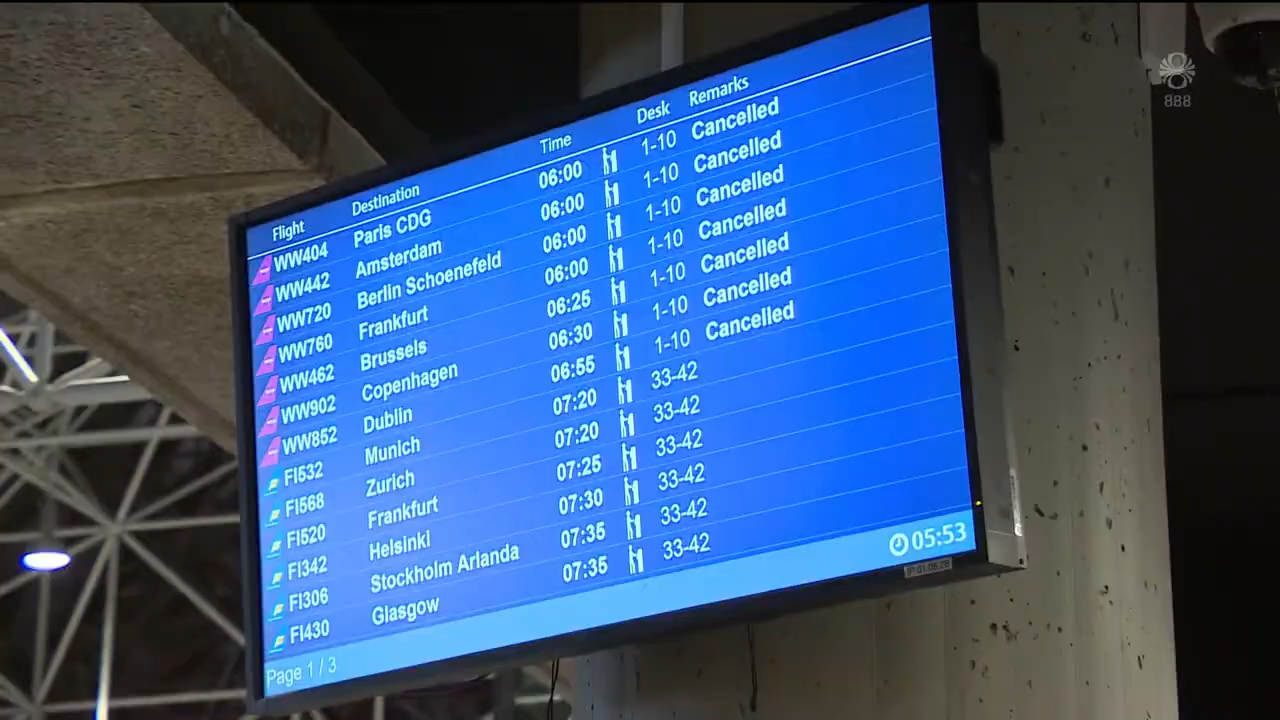 Flight Destination Time Desk Remarks
WW404 Paris CDG 06:00 1-10 Cancelled
WW442 Amsterdam 06:00 1-10 Cancelled
WW720 Berlin Schoenefeld 06:00 1-10 Cancelled
WW760 Frankfurt 06:00 1-10 Cancelled
WW462 Brussels 06:25 1-10 Cancelled
WW902 Copenhagen 06:30 1-10 Cancelled
WW852 Dublin 06:55 1-10 Cancelled
FI532 Munich 07:20 33-42
FI568 Zurich 07:20 33-42
FI520 Frankfurt 07:25 33-42
FI342 Helsinki 07:30 33-42
FI306 Stockholm Arlanda 07:35 33-42
FI430 Glasgow 07:35 33-42
Page 1 / 3
05:53
888